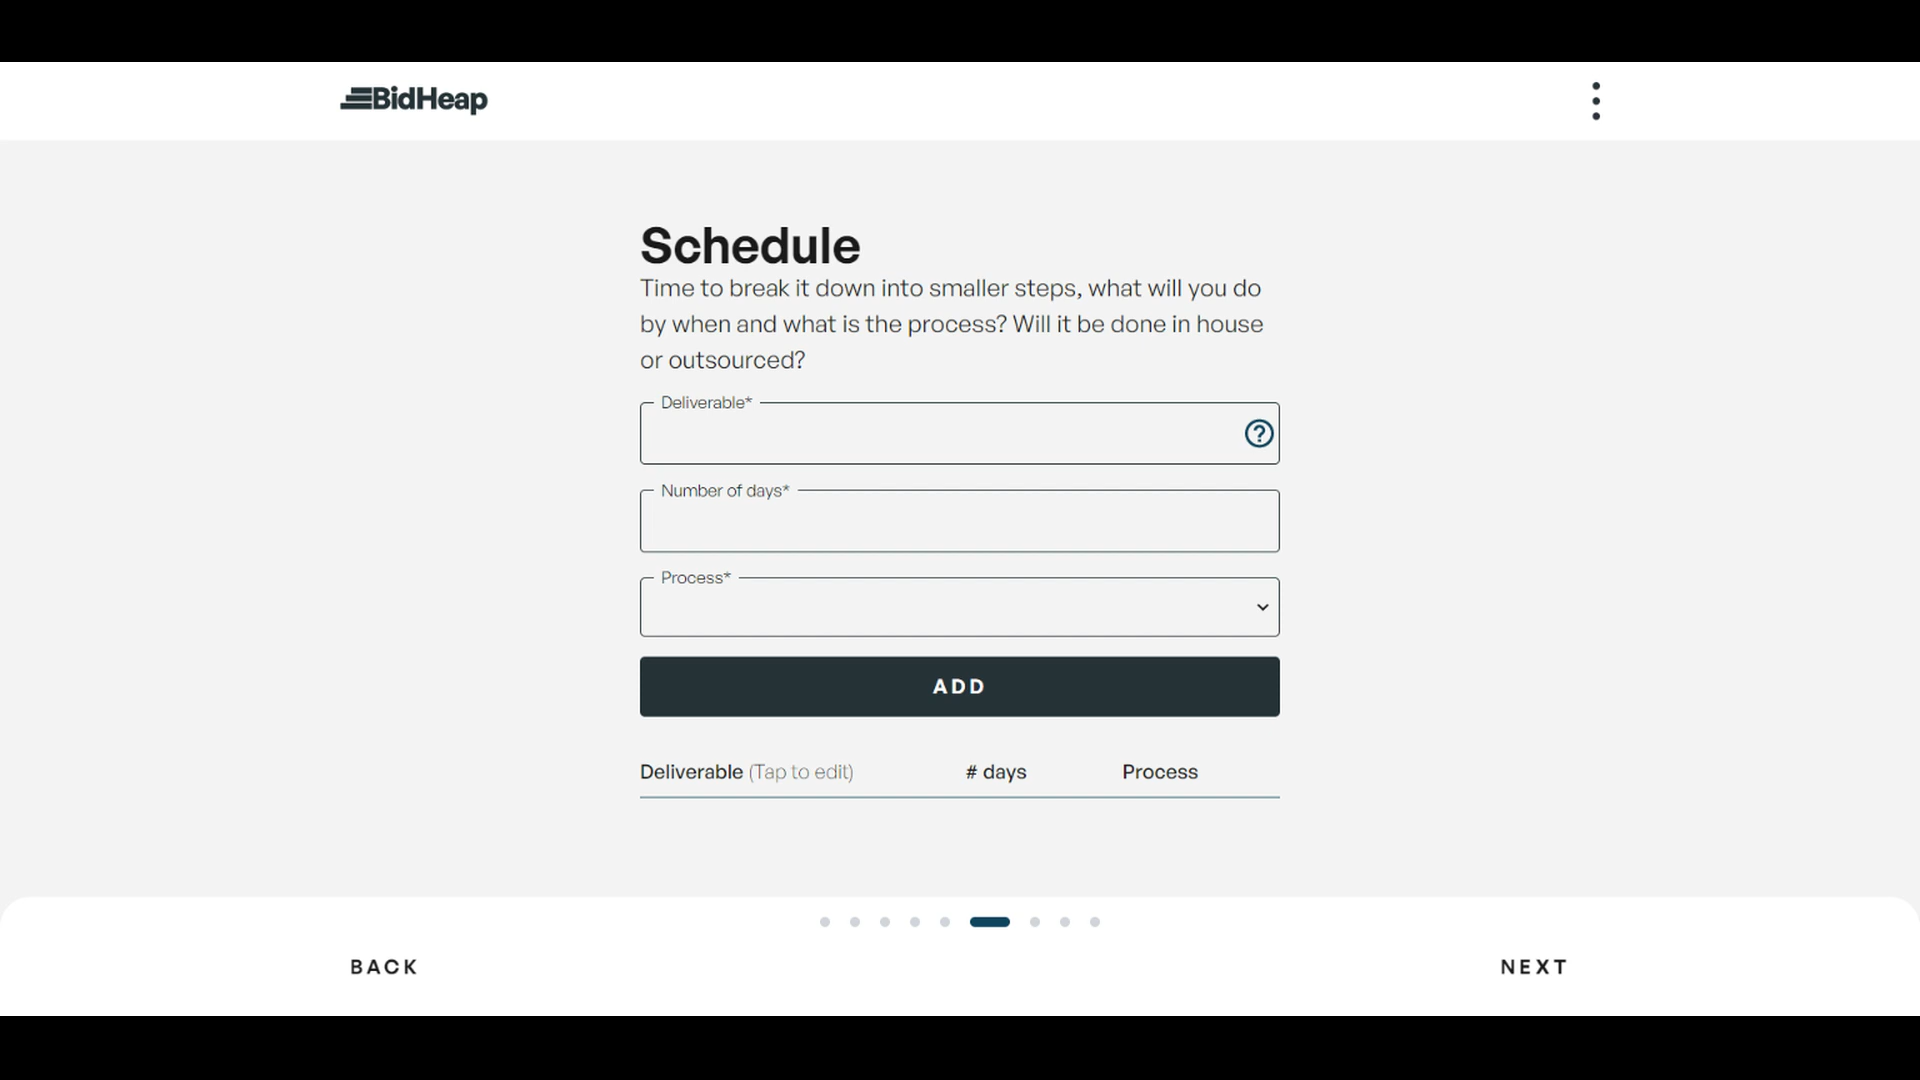 BidHeap
Schedule
Time to break it down into smaller steps, what will you do
by when and what is the process? Will it be done in house
or outsourced?
Deliverable*
?
Number of days*
Process*
ADD
Deliverable (Tap to edit) # days Process
BACK NEXT